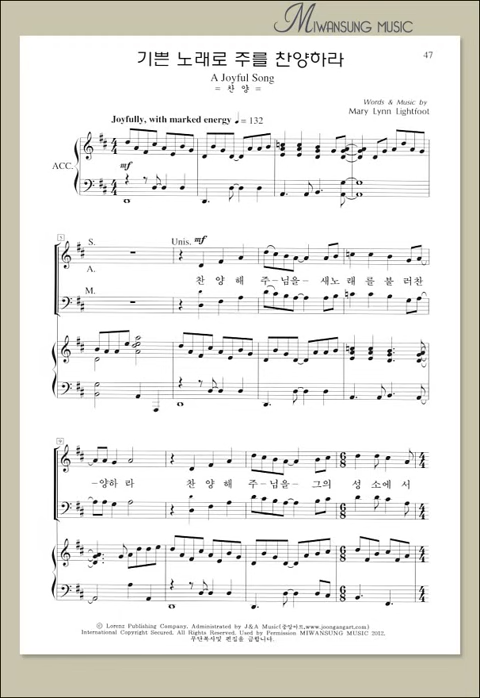 MIWANSUNG MUSIC
기쁜 노래로 주를 찬양하라
47
A Joyful Song
= 찬 양 =
Words & Music by
Mary Lynn Lightfoot
Joyfully, with marked energy ♩= 132
ACC.
mf
5
S.
Unis. mf
A.
찬 양 해 주-님을- 새노래 를 불 러찬
M.
9
-양하 라 찬 양 해 주-님을- 그의 성 소에 서
ⓒ Lorenz Publishing Company, Administered by J&A Music(중앙아트,www.joongangart.com)
International Copyright Secured. All Rights Reserved. Used by Permission MIWANSUNG MUSIC 2012.
무단복사및 편집을 금합니다.